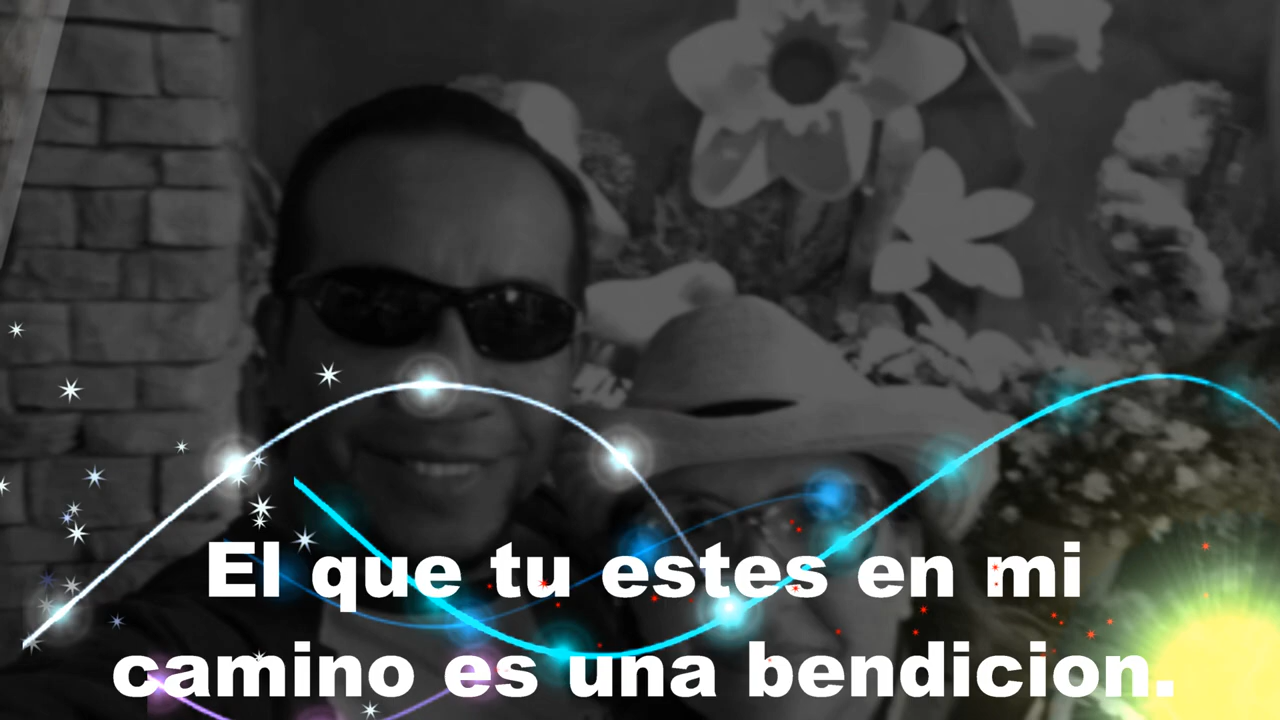 El que tu estes en mi
camino es una bendicion.